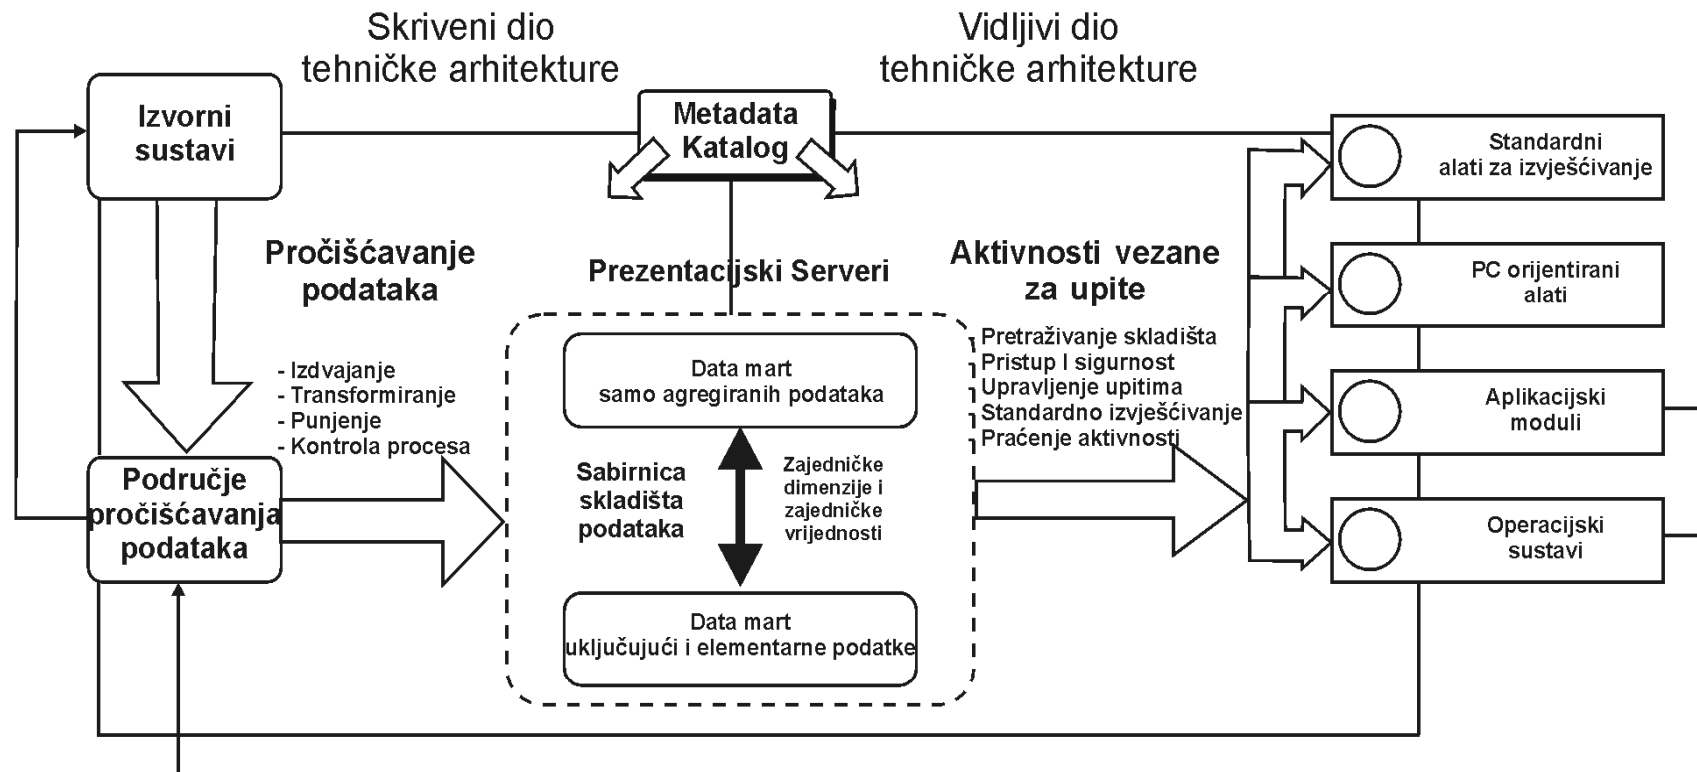 Skriveni dio
tehničke arhitekture
Vidljivi dio
tehničke arhitekture
Izvorni
sustavi
Metadata
Katalog
Standardni
alati za izvješćivanje
Pročišćavanje
podataka
Prezentacijski Serveri
Aktivnosti vezane
za upite
PC orijentirani
alati
- Izdvajanje
- Transformiranje
- Punjenje
- Kontrola procesa
Data mart
samo agregiranih podataka
- Pretraživanje skladišta
- Pristup I sigurnost
- Upravljenje upitima
- Standardno izvješćivanje
- Praćenje aktivnosti
Aplikacijski
moduli
Područje
pročišćavanja
podataka
Sabirnica
skladišta
podataka
Zajedničke
dimenzije i
zajedničke
vrijednosti
Operacijski
sustavi
Data mart
uključujući i elementarne podatke